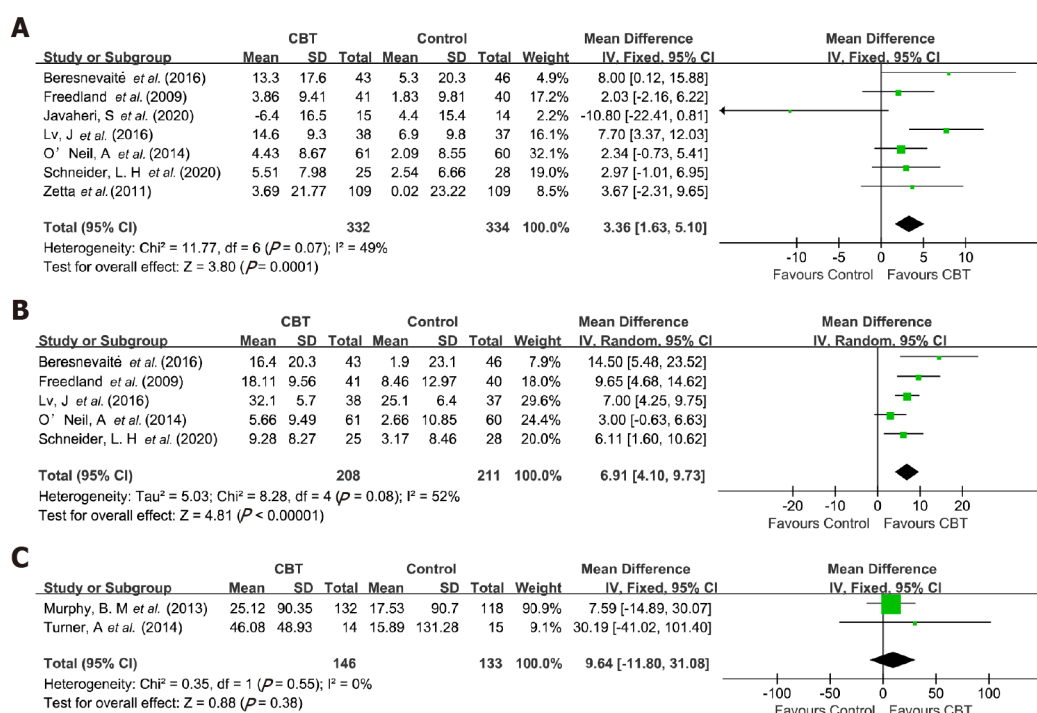 A
CBT Control Mean Difference Mean Difference
Study or Subgroup Mean SD Total Mean SD Total Weight IV, Fixed, 95% CI IV, Fixed, 95% CI
Beresnevaité et al. (2016) 13.3 17.6 43 5.3 20.3 46 4.9% 8.00 [0.12, 15.88]
Freedland et al. (2009) 3.86 9.41 41 1.83 9.81 40 17.2% 2.03 [-2.16, 6.22]
Javaheri, S (2020) -6.4 16.5 15 4.4 15.4 14 2.2% -10.80 [-22.41, 0.81]
Lv, J (2016) 14.6 9.3 38 6.9 9.8 37 16.1% 7.70 [3.37, 12.03]
O' Neil, A (2014) 4.43 8.67 61 2.09 8.55 60 32.1% 2.34 [-0.73, 5.41]
Schneider, L. H (2020) 5.51 7.98 25 2.54 6.66 28 19.0% 2.97 [-1.01, 6.95]
Zetta et al. (2011) 3.69 21.77 109 0.02 23.22 109 8.5% 3.67 [-2.31, 9.65]
Total (95% CI) 332 334 100.0% 3.36 [1.63, 5.10]
Heterogeneity: Chi² = 11.77, df = 6 (P = 0.07); I² = 49%
Test for overall effect: Z = 3.80 (P = 0.0001)
-10 -5 0 5 10
Favours Control Favours CBT
B
CBT Control Mean Difference Mean Difference
Study or Subgroup Mean SD Total Mean SD Total Weight IV, Random, 95% CI IV, Random, 95% CI
Beresnevaité et al. (2016) 16.4 20.3 43 1.9 23.1 46 7.9% 14.50 [5.48, 23.52]
Freedland et al. (2009) 18.11 9.56 41 8.46 12.97 40 18.0% 9.65 [4.68, 14.62]
Lv, J et al. (2016) 32.1 5.7 38 25.1 6.4 37 29.6% 7.00 [4.25, 9.75]
O' Neil, A et al. (2014) 5.66 9.49 61 2.66 10.85 60 24.4% 3.00 [-0.63, 6.63]
Schneider, L. H et al. (2020) 9.28 8.27 25 3.17 8.46 28 20.0% 6.11 [1.60, 10.62]
Total (95% CI) 208 211 100.0% 6.91 [4.10, 9.73]
Heterogeneity: Tau² = 5.03; Chi² = 8.28, df = 4 (p = 0.08); I² = 52%
Test for overall effect: Z = 4.81 (P < 0.00001)
-20 -10 0 10 20
Favours Control Favours CBT
C
CBT Control Mean Difference Mean Difference
Study or Subgroup Mean SD Total Mean SD Total Weight IV, Fixed, 95% CI IV, Fixed, 95% CI
Murphy, B. M et al. (2013) 25.12 90.35 132 17.53 90.7 118 90.9% 7.59 [-14.89, 30.07]
Turner, A et al. (2014) 46.08 48.93 14 15.89 131.28 15 9.1% 30.19 [-41.02, 101.40]
Total (95% CI) 146 133 100.0% 9.64 [-11.80, 31.08]
Heterogeneity: Chi² = 0.35, df = 1 (P = 0.55); I² = 0%
Test for overall effect: Z = 0.88 (P = 0.38)
-100 -50 0 50 100
Favours Control Favours CBT